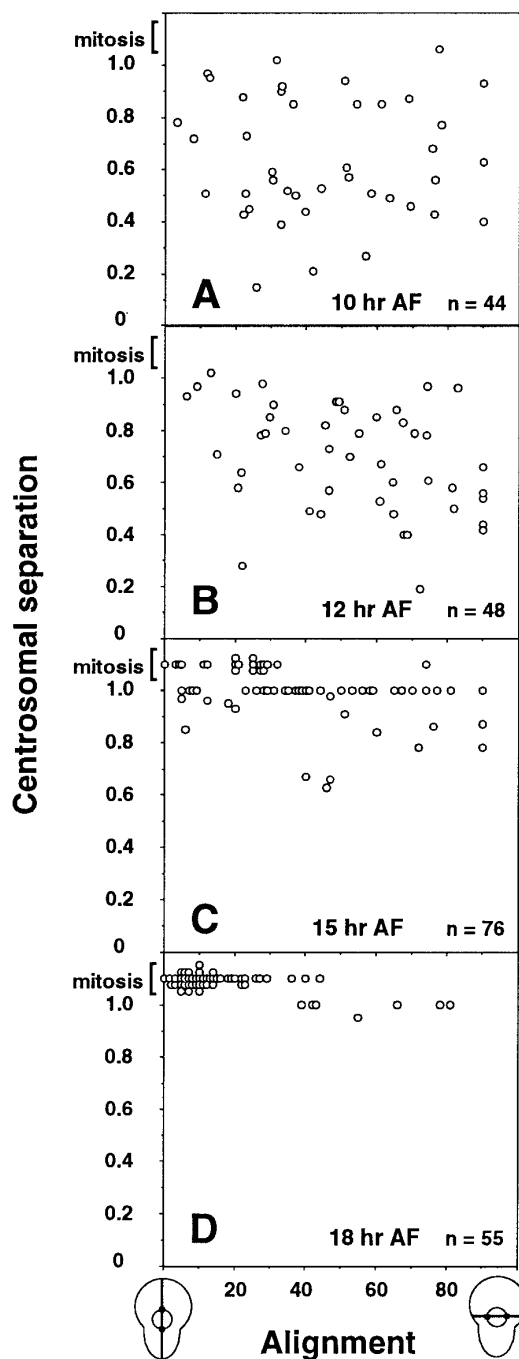 mitosis [
1.0
0.8
0.6
0.4
0.2
0
A
10 hr AF n = 44
mitosis [
1.0
0.8
0.6
0.4
0.2
0
B
12 hr AF n = 48
Centrosomal separation
mitosis [
1.0
0.8
0.6
0.4
0.2
0
C
15 hr AF n = 76
mitosis [
1.0
0.8
0.6
0.4
0.2
0
D
18 hr AF n = 55
20 40 60 80
Alignment